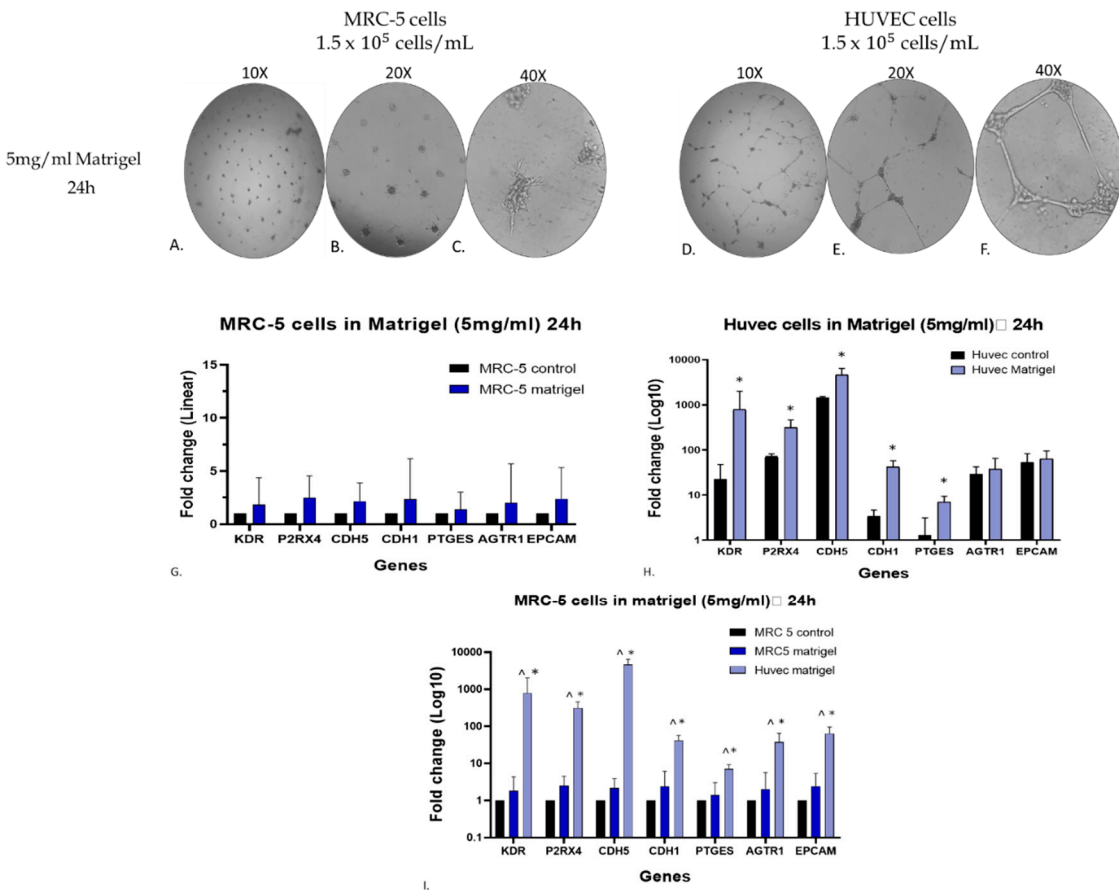 MRC-5 cells
1.5 x 10⁵ cells/mL
HUVEC cells
1.5 x 10⁵ cells/mL
10X
20X
40X
10X
20X
40X
5mg/ml Matrigel
24h
A.
B.
C.
D.
E.
F.
MRC-5 cells in Matrigel (5mg/ml) 24h
MRC-5 control
MRC-5 matrigel
Fold change (Linear)
15
10
5
0
KDR P2RX4 CDH5 CDH1 PTGES AGTR1 EPCAM
Genes
G.
Huvec cells in Matrigel (5mg/ml)□ 24h
Huvec control
Huvec Matrigel
Fold change (Log10)
10000
1000
100
10
1
* * * * *
KDR P2RX4 CDH5 CDH1 PTGES AGTR1 EPCAM
Genes
H.
MRC-5 cells in matrigel (5mg/ml)□ 24h
MRC 5 control
MRC5 matrigel
Huvec matrigel
Fold change (Log10)
10000
1000
100
10
1
0.1
^ * ^ * ^ * ^ * ^* ^ * ^ *
KDR P2RX4 CDH5 CDH1 PTGES AGTR1 EPCAM
Genes
I.